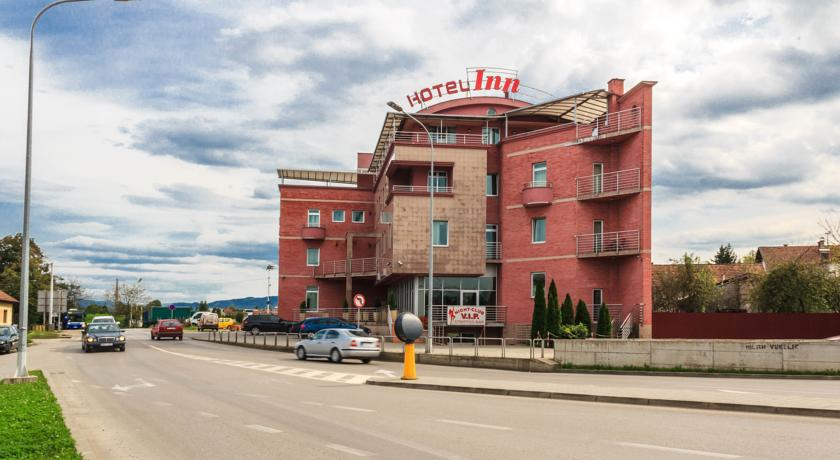 HOTEL Inn
NIGHT-CLUB
V.I.P.